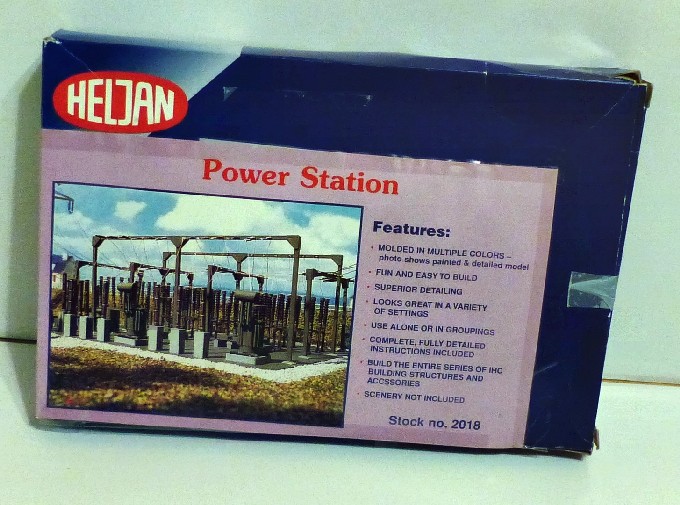 HELJAN
Power Station
Features:
• MOLDED IN MULTIPLE COLORS –
photo shows painted & detailed model
• FUN AND EASY TO BUILD
• SUPERIOR DETAILING
• LOOKS GREAT IN A VARIETY
OF SETTINGS
• USE ALONE OR IN GROUPINGS
• COMPLETE, FULLY DETAILED
INSTRUCTIONS INCLUDED
• BUILD THE ENTIRE SERIES OF IHC
BUILDING STRUCTURES AND
ACCSSORIES
SCENERY NOT INCLUDED
Stock no. 2018